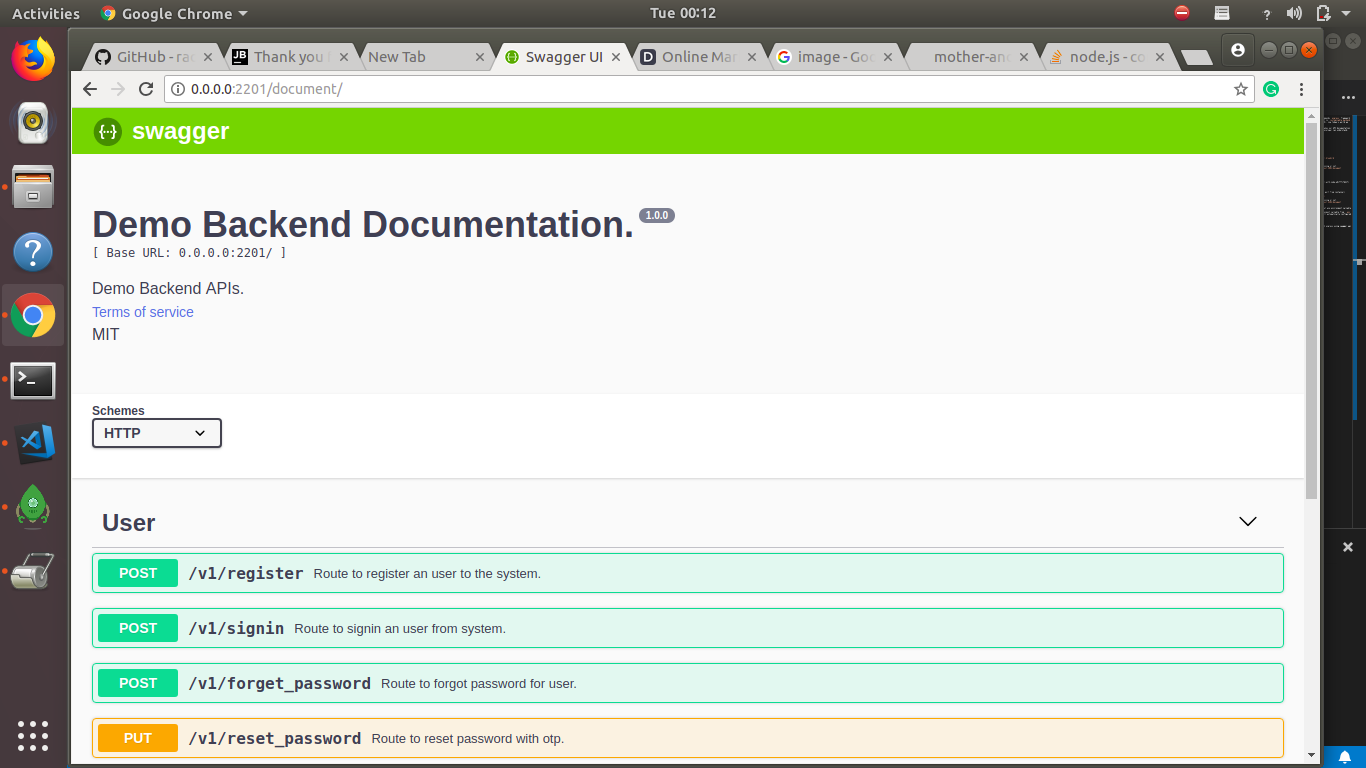 Activities Google Chrome Tue 00:12
GitHub - rac Thank you New Tab Swagger UI Online Mar image - Goo mother-and node.js - co
0.0.0.0:2201/document/
swagger
Demo Backend Documentation. 1.0.0
[ Base URL: 0.0.0.0:2201/ ]
Demo Backend APIs.
Terms of service
MIT
Schemes
HTTP
User
POST /v1/register Route to register an user to the system.
POST /v1/signin Route to signin an user from system.
POST /v1/forget_password Route to forgot password for user.
PUT /v1/reset_password Route to reset password with otp.